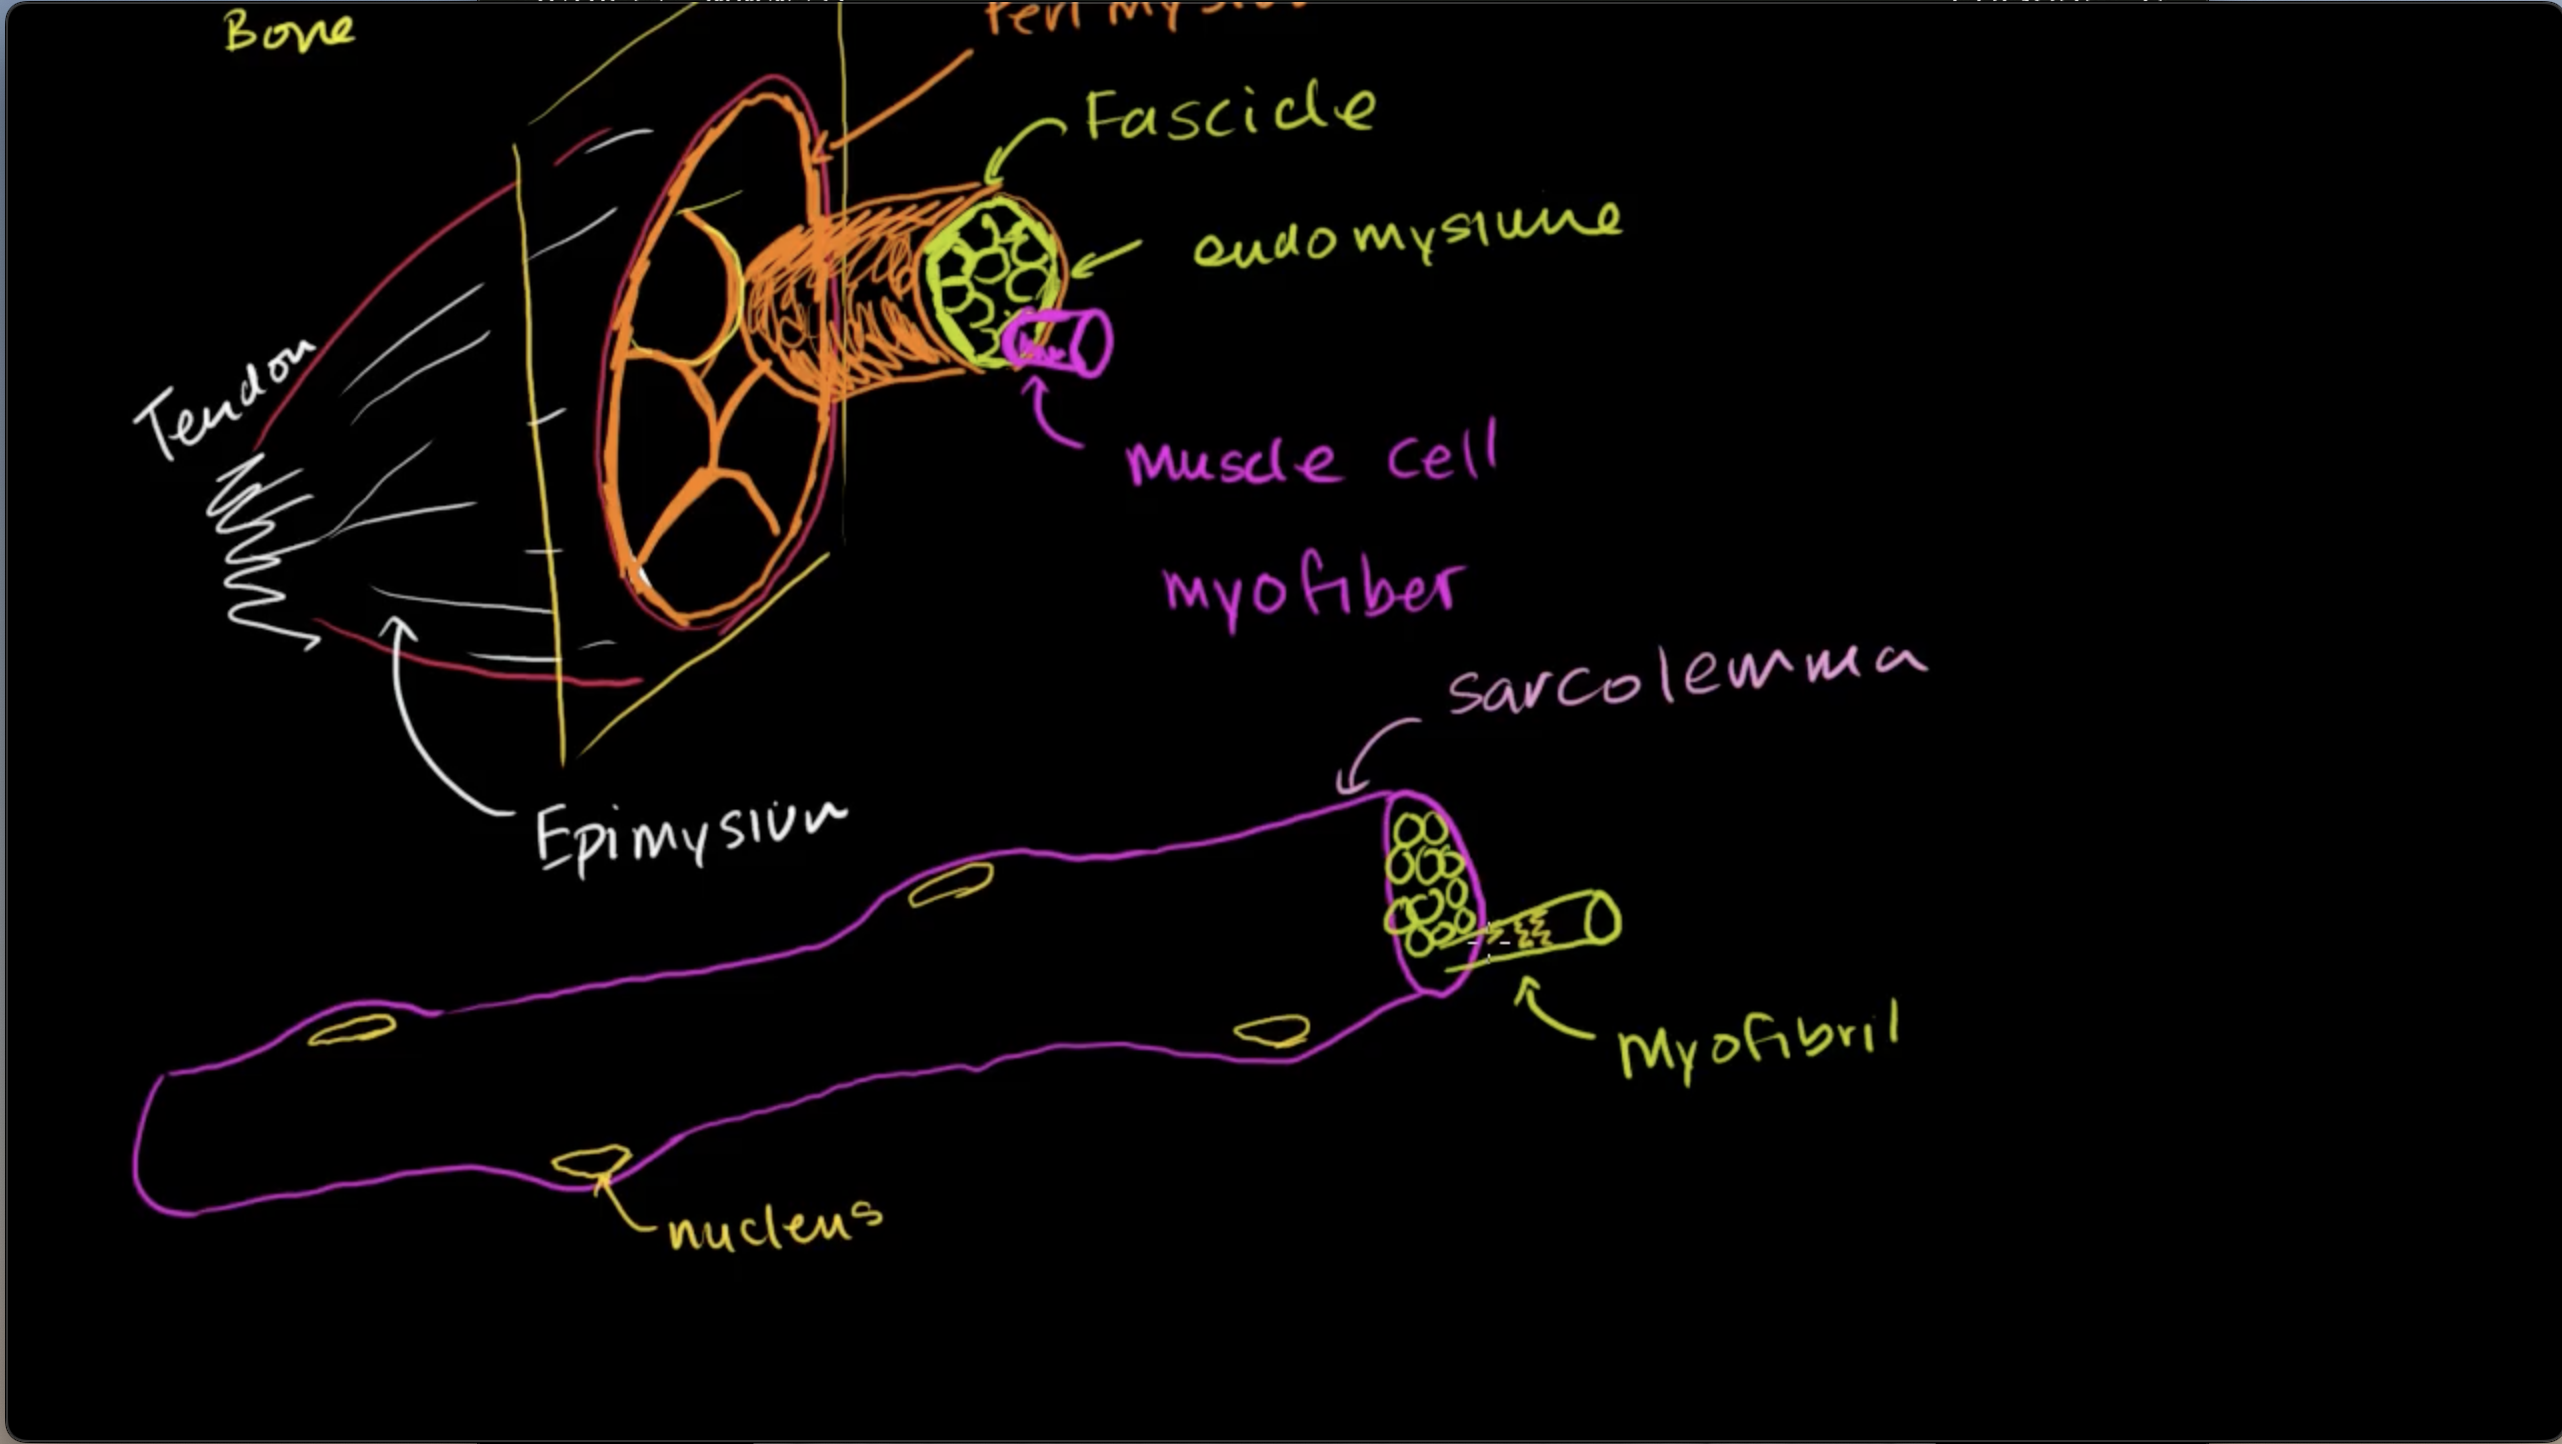 Bone
Fascicle
endomysium
Tendon
muscle cell
myofiber
sarcolemma
Epimysium
Myofibril
nucleus